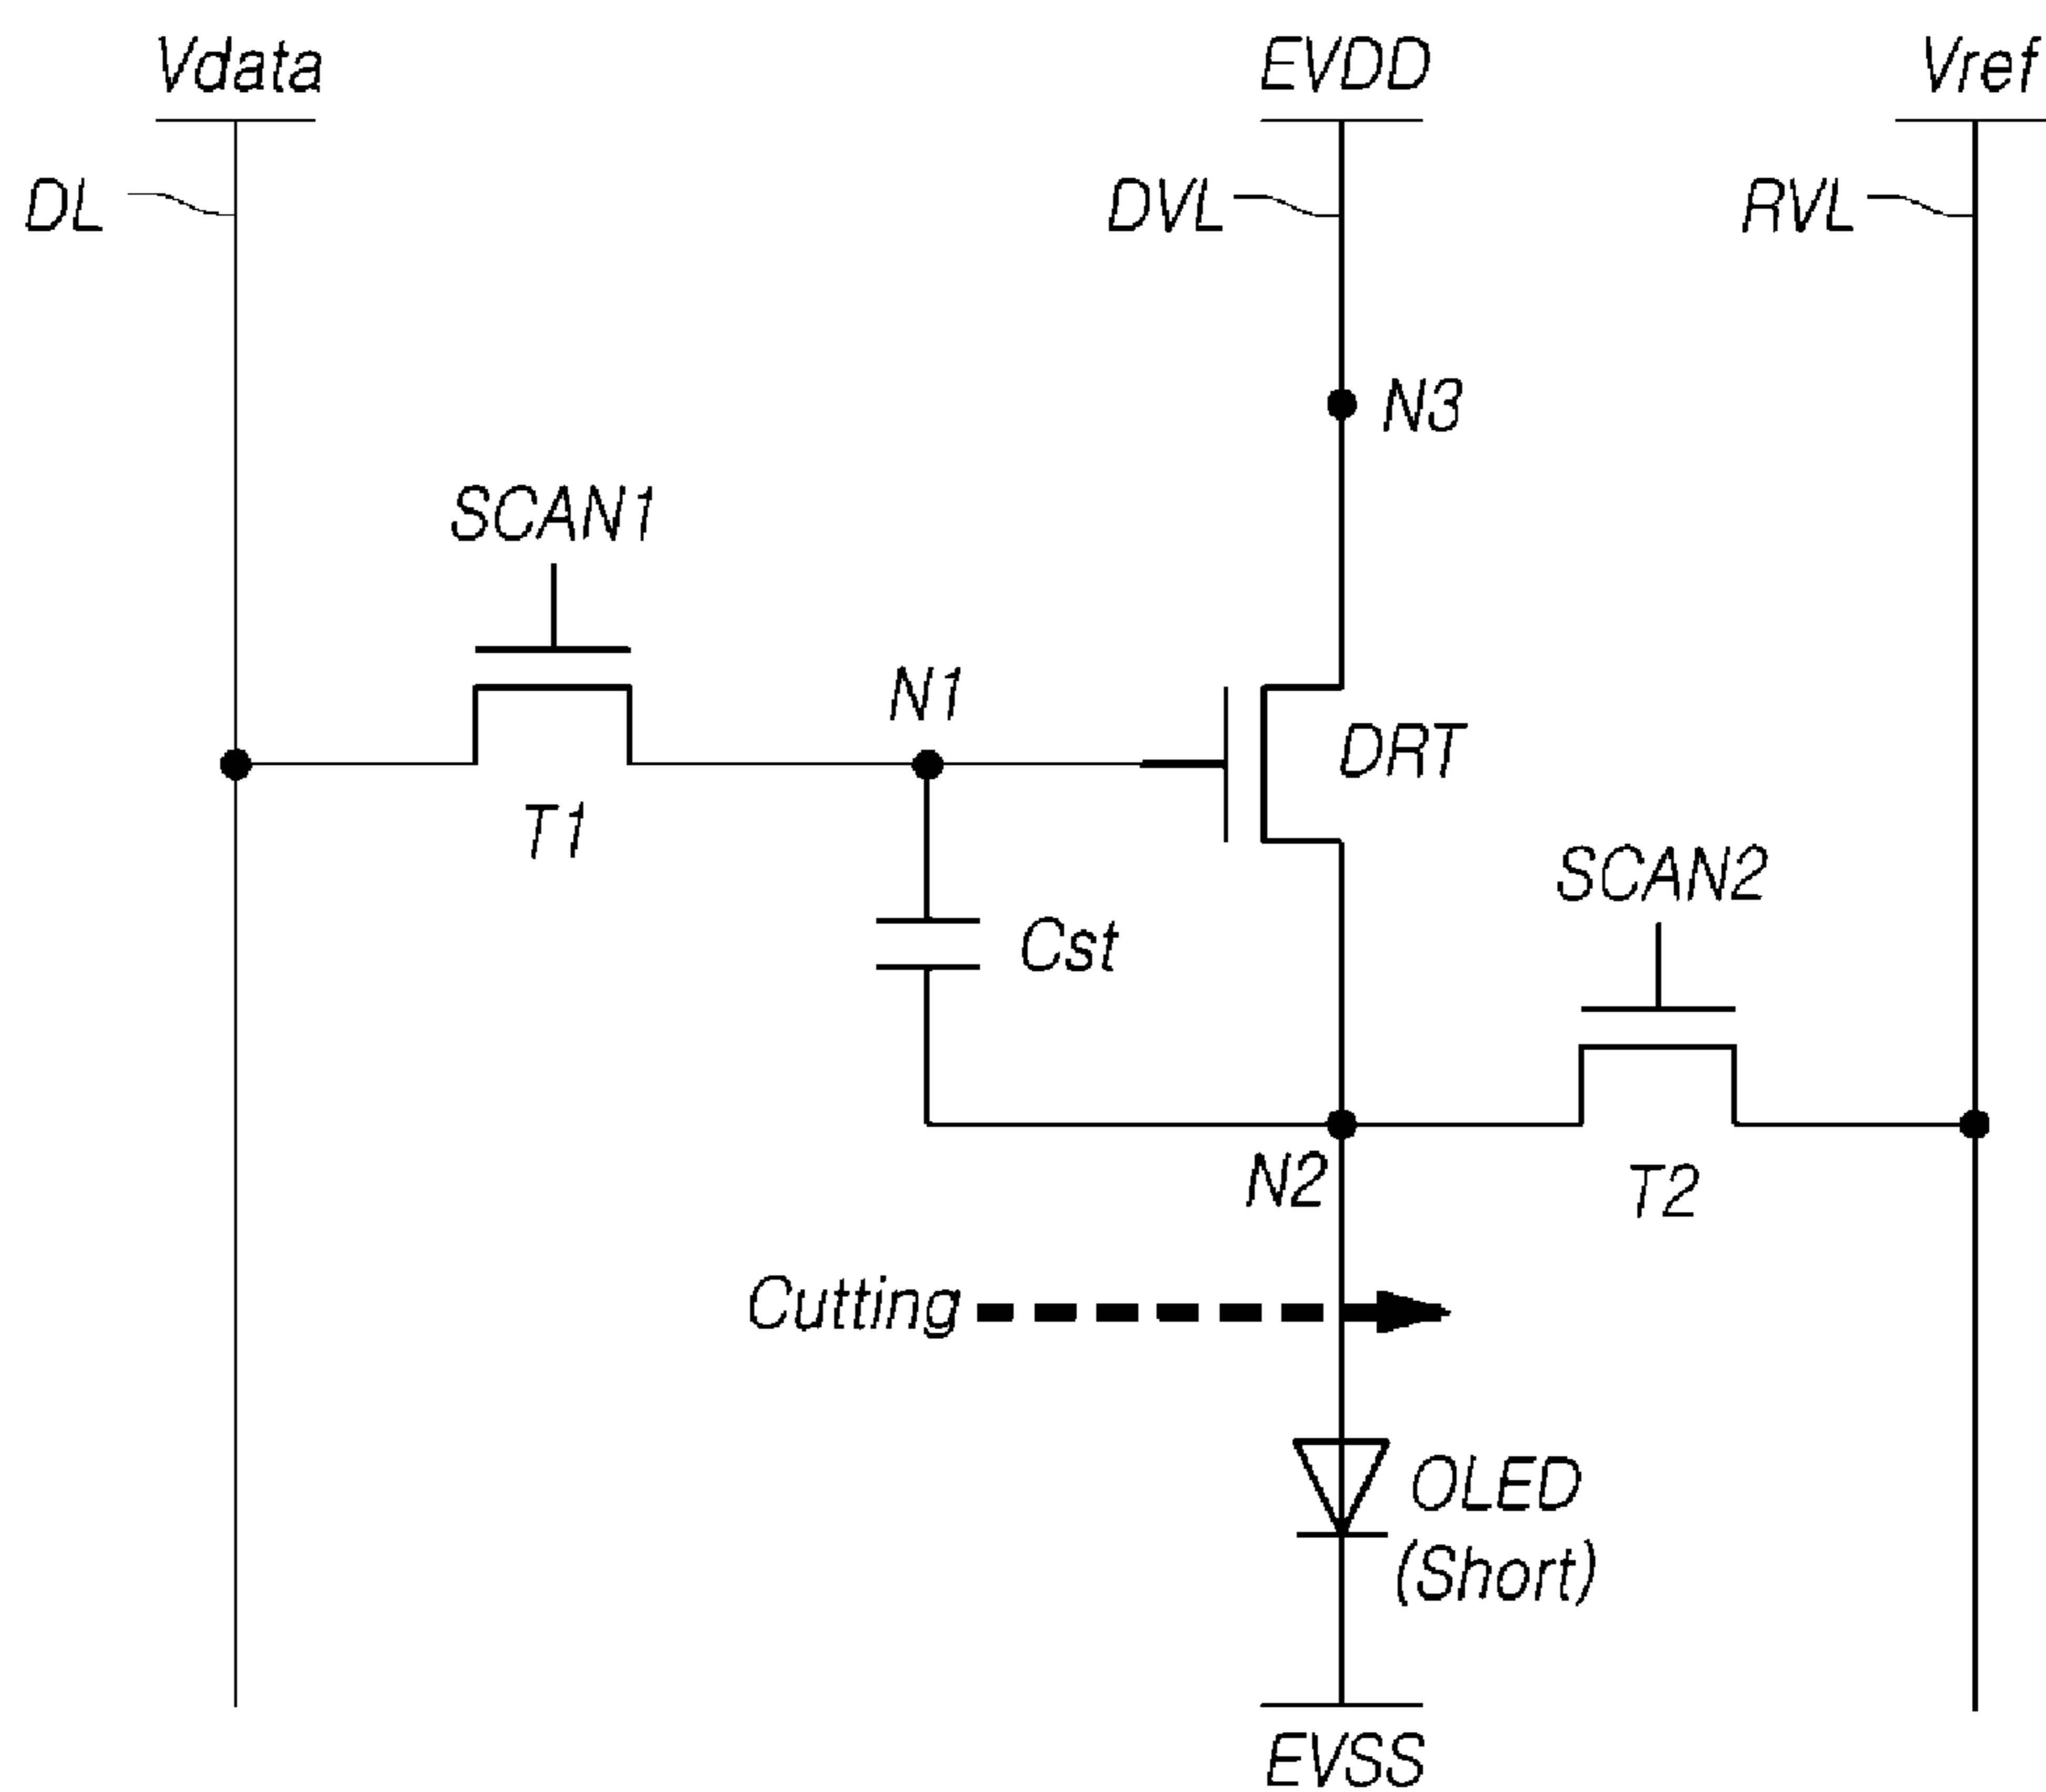 Vdata
EVDD
Vref
DL
DVL
RVL
N3
SCAN1
N1
DRT
T1
SCAN2
Cst
N2
T2
Cutting
OLED
(Short)
EVSS